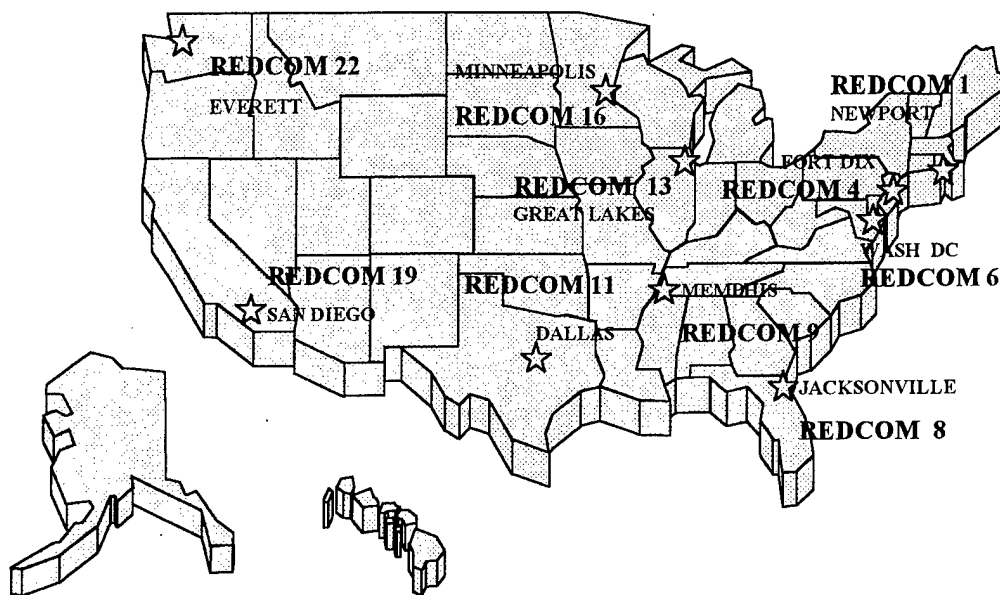 REDCOM 22
EVERETT
MINNEAPOLIS
REDCOM 16
REDCOM 1
NEWPORT
FORT DIX
REDCOM 4
REDCOM 13
GREAT LAKES
WASH DC
REDCOM 6
REDCOM 19
SAN DIEGO
REDCOM 11
DALLAS
MEMPHIS
REDCOM 9
JACKSONVILLE
REDCOM 8